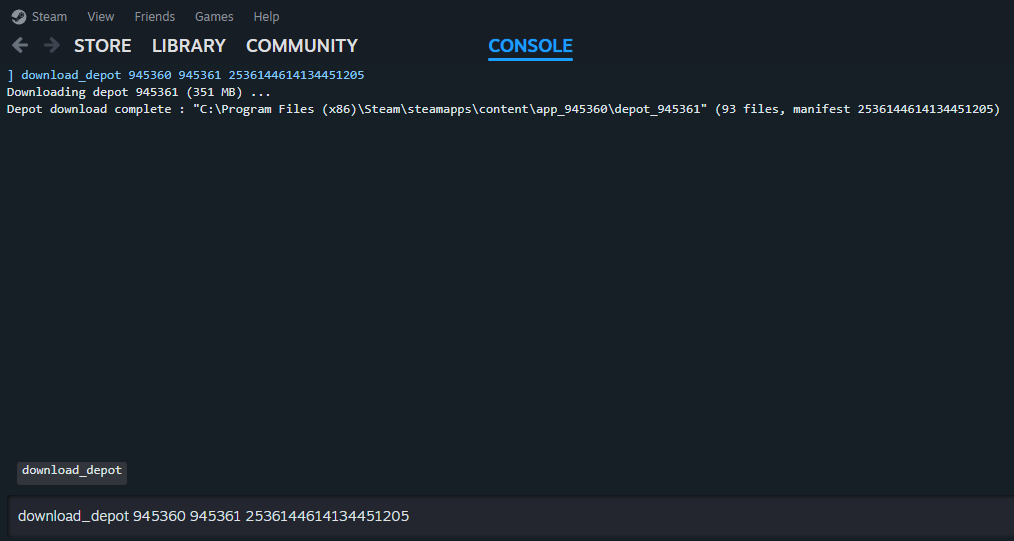 Steam View Friends Games Help
STORE LIBRARY COMMUNITY CONSOLE
] download_depot 945360 945361 2536144614134451205
Downloading depot 945361 (351 MB) ...
Depot download complete : "C:\Program Files (x86)\Steam\steamapps\content\app_945360\depot_945361" (93 files, manifest 2536144614134451205)
download_depot
download_depot 945360 945361 2536144614134451205